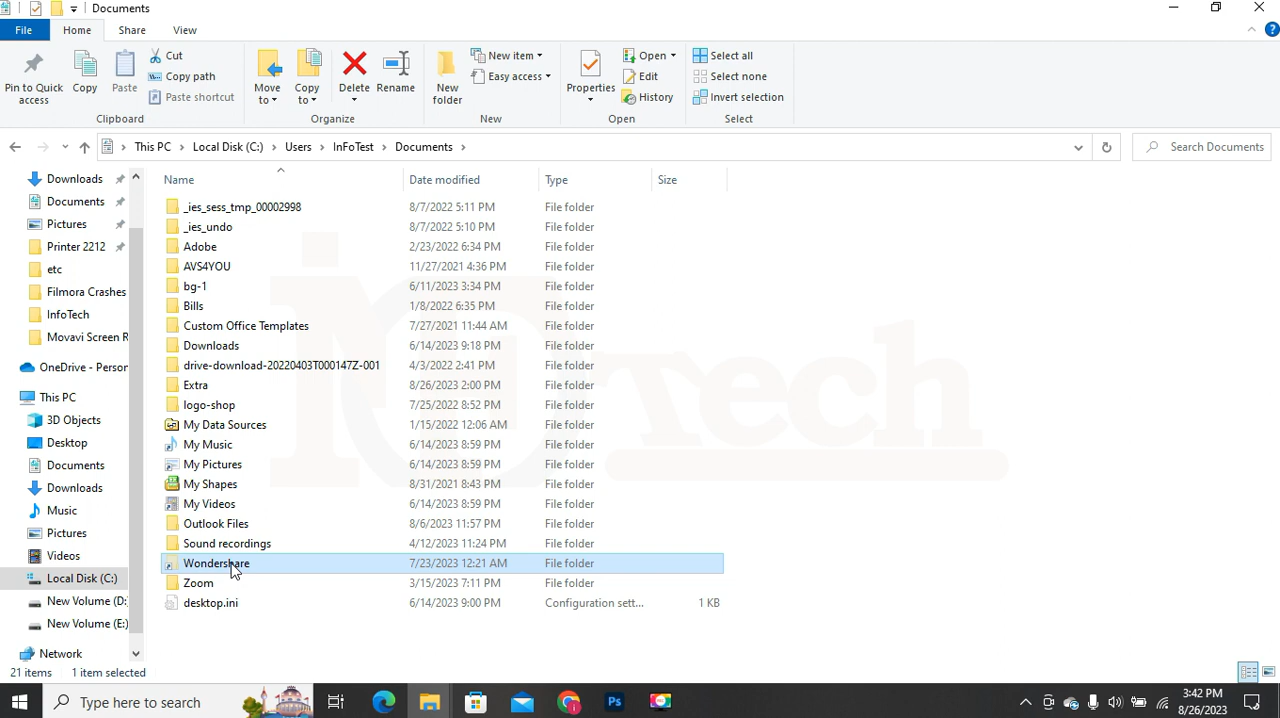 Documents
File Home Share View
Pin to Quick access
Copy
Paste
Cut
Copy path
Paste shortcut
Clipboard
Move to
Copy to
Delete
Rename
Organize
New folder
New item
Easy access
New
Properties
Open
Edit
History
Open
Select all
Select none
Invert selection
Select
This PC > Local Disk (C:) > Users > InFoTest > Documents >
Search Documents
Downloads
Documents
Pictures
Printer 2212
etc
Filmora Crashes
InfoTech
Movavi Screen R
OneDrive - Person
This PC
3D Objects
Desktop
Documents
Downloads
Music
Pictures
Videos
Local Disk (C:)
New Volume (D:
New Volume (E:)
Network
Name Date modified Type Size
_ies_sess_tmp_00002998 8/7/2022 5:11 PM File folder
_ies_undo 8/7/2022 5:10 PM File folder
Adobe 2/23/2022 6:34 PM File folder
AVS4YOU 11/27/2021 4:36 PM File folder
bg-1 6/11/2023 3:34 PM File folder
Bills 1/8/2022 6:35 PM File folder
Custom Office Templates 7/27/2021 11:44 AM File folder
Downloads 6/14/2023 9:18 PM File folder
drive-download-20220403T000147Z-001 4/3/2022 2:41 PM File folder
Extra 8/26/2023 2:00 PM File folder
logo-shop 7/25/2022 8:52 PM File folder
My Data Sources 1/15/2022 12:06 AM File folder
My Music 6/14/2023 8:59 PM File folder
My Pictures 6/14/2023 8:59 PM File folder
My Shapes 8/31/2021 8:43 PM File folder
My Videos 6/14/2023 8:59 PM File folder
Outlook Files 8/6/2023 11:57 PM File folder
Sound recordings 4/12/2023 11:24 PM File folder
Wondershare 7/23/2023 12:21 AM File folder
Zoom 3/15/2023 7:11 PM File folder
desktop.ini 6/14/2023 9:00 PM Configuration sett... 1 KB
21 items 1 item selected
Type here to search
Ps
3:42 PM
8/26/2023